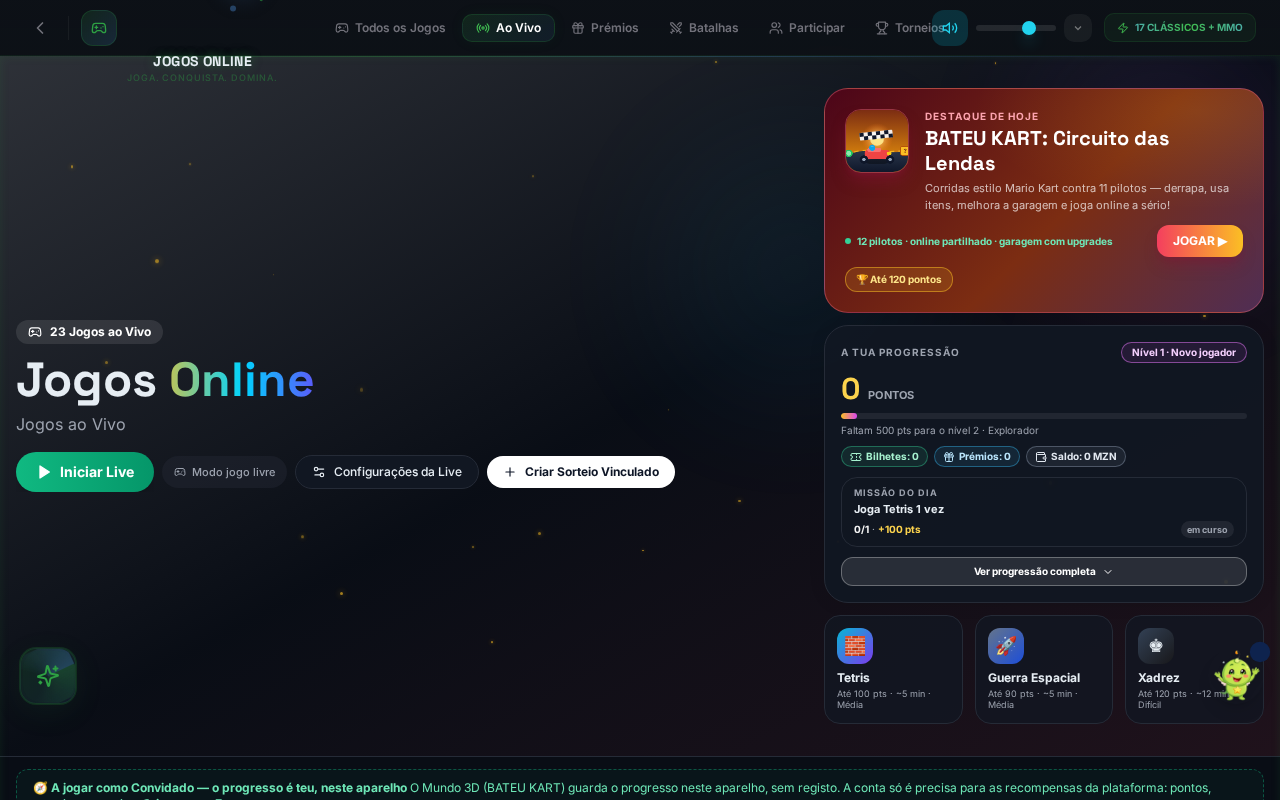 Todos os Jogos
Ao Vivo
Prémios
Batalhas
Participar
Torneios
17 CLÁSSICOS + MMO
JOGOS ONLINE
JOGA. CONQUISTA. DOMINA.
23 Jogos ao Vivo
Jogos Online
Jogos ao Vivo
Iniciar Live
Modo jogo livre
Configurações da Live
Criar Sorteio Vinculado
DESTAQUE DE HOJE
BATEU KART: Circuito das
Lendas
Corridas estilo Mario Kart contra 11 pilotos — derrapa, usa
itens, melhora a garagem e joga online a sério!
12 pilotos · online partilhado · garagem com upgrades
JOGAR ▶
🏆 Até 120 pontos
A TUA PROGRESSÃO
Nível 1 · Novo jogador
0 PONTOS
Faltam 500 pts para o nível 2 · Explorador
Bilhetes: 0
Prémios: 0
Saldo: 0 MZN
MISSÃO DO DIA
Joga Tetris 1 vez
0/1 · +100 pts
em curso
Ver progressão completa
Tetris
Até 100 pts · ~5 min ·
Média
Guerra Espacial
Até 90 pts · ~5 min ·
Média
Xadrez
Até 120 pts · ~12 min
Difícil
🧭 A jogar como Convidado — o progresso é teu, neste aparelho O Mundo 3D (BATEU KART) guarda o progresso neste aparelho, sem registo. A conta só é precisa para as recompensas da plataforma: pontos,